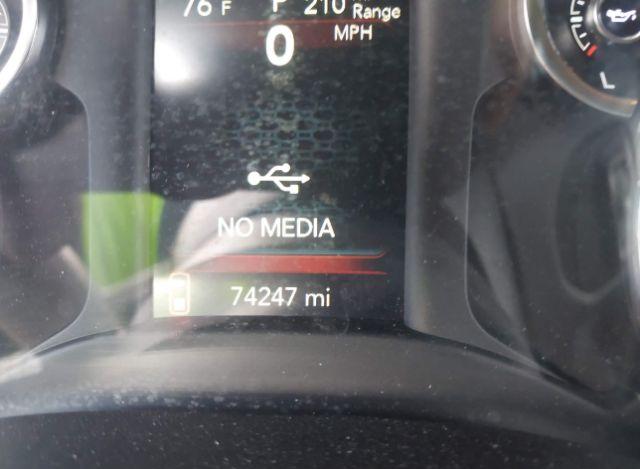 76 F P 210 Range
0 MPH
NO MEDIA
74247 mi
L